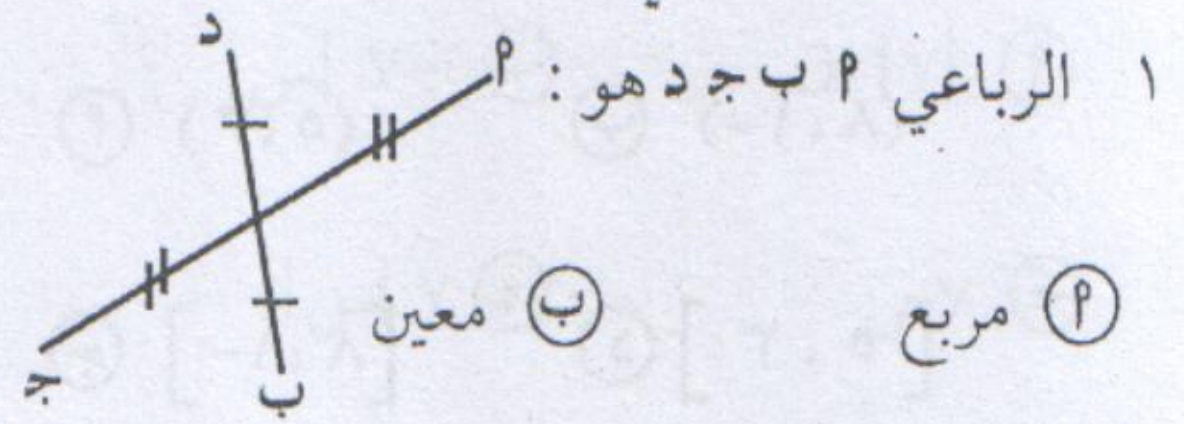 ١ الرباعي أ ب جـ د هو :
د
أ
جـ
ب
أ مربع
ب معين